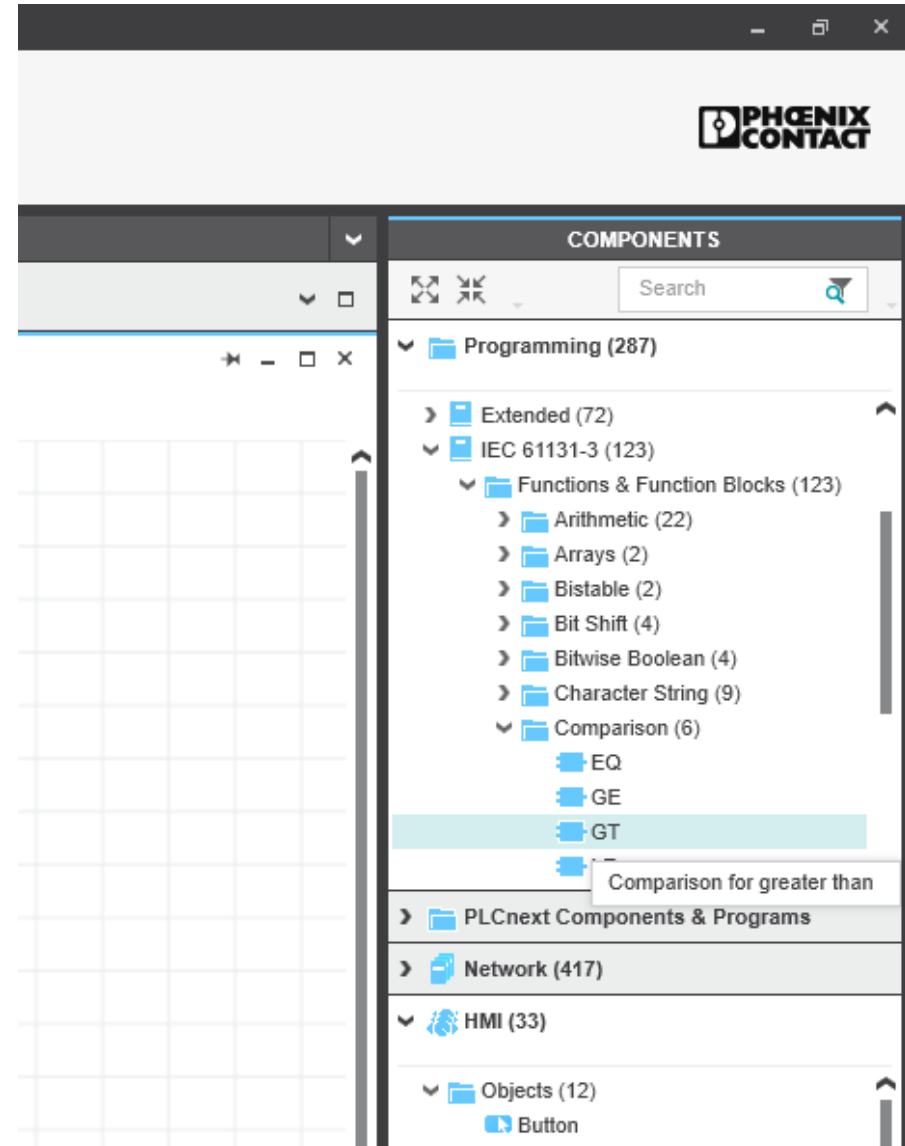 PHŒNIX
CONTACT
COMPONENTS
Search
Programming (287)
Extended (72)
IEC 61131-3 (123)
Functions & Function Blocks (123)
Arithmetic (22)
Arrays (2)
Bistable (2)
Bit Shift (4)
Bitwise Boolean (4)
Character String (9)
Comparison (6)
EQ
GE
GT
Comparison for greater than
PLCnext Components & Programs
Network (417)
HMI (33)
Objects (12)
Button